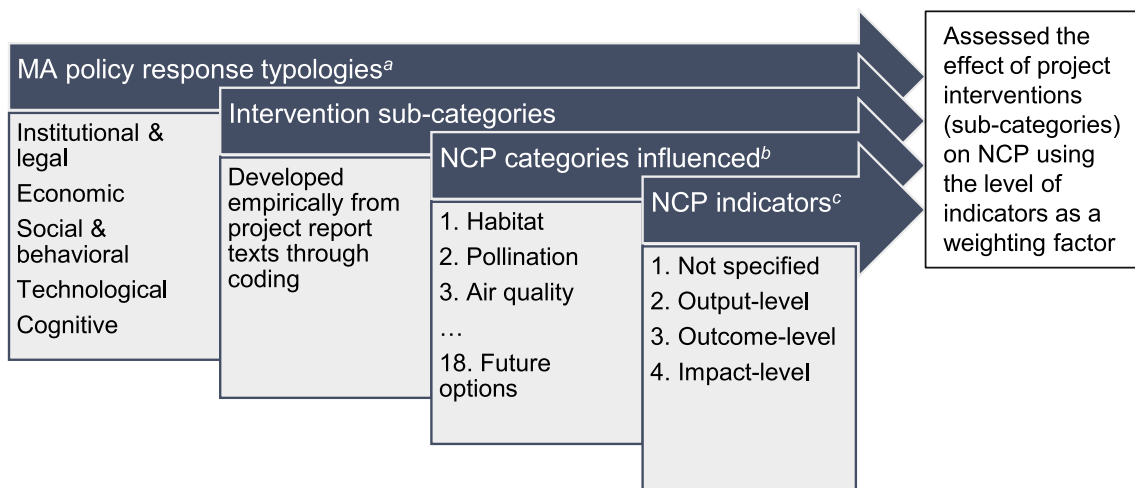 MA policy response typologiesᵃ
Institutional &
legal
Economic
Social &
behavioral
Technological
Cognitive
Intervention sub-categories
Developed
empirically from
project report
texts through
coding
NCP categories influencedᵇ
1. Habitat
2. Pollination
3. Air quality
…
18. Future
options
NCP indicatorsᶜ
1. Not specified
2. Output-level
3. Outcome-level
4. Impact-level
Assessed the
effect of project
interventions
(sub-categories)
on NCP using
the level of
indicators as a
weighting factor